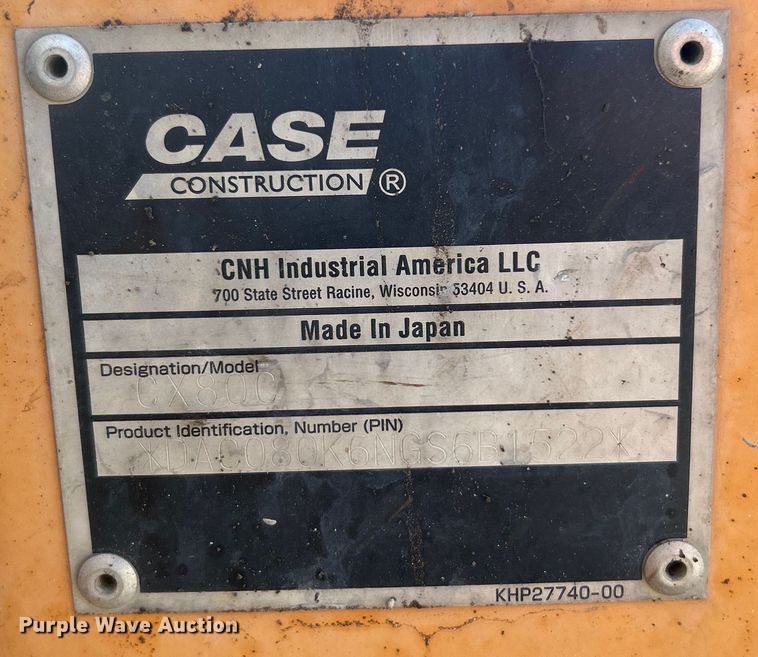 CASE
CONSTRUCTION ®
CNH Industrial America LLC
700 State Street Racine, Wisconsin 53404 U. S. A.
Made In Japan
Designation/Model
CX80C
Product Identification, Number (PIN)
*DAC080K6NGS6B1522*
KHP27740-00
Purple Wave Auction